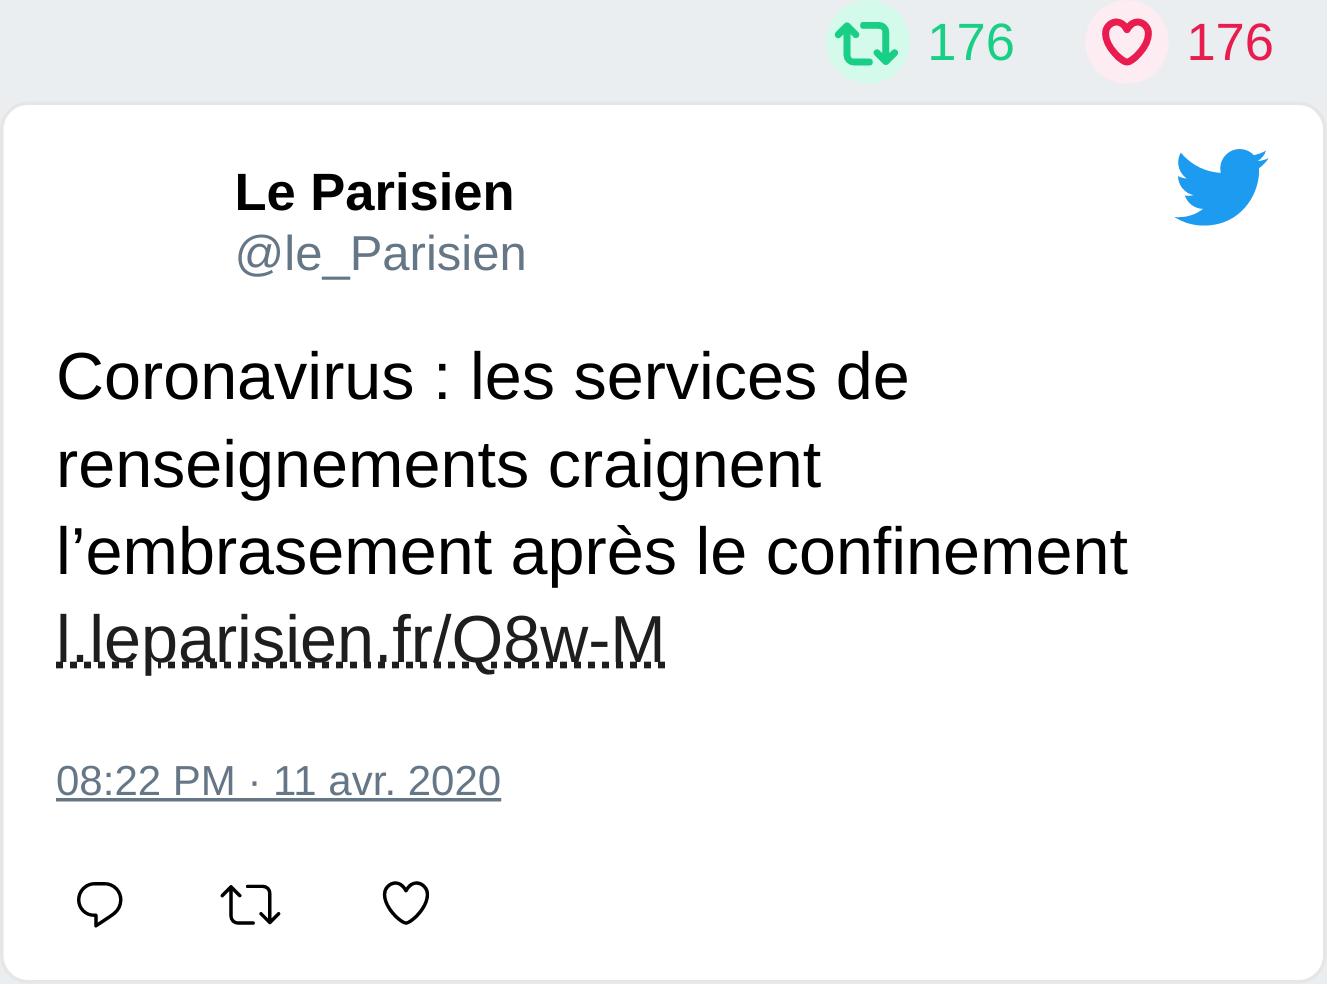 176 176
Le Parisien
@le_Parisien
Coronavirus : les services de
renseignements craignent
l’embrasement après le confinement
l.leparisien.fr/Q8w-M
08:22 PM · 11 avr. 2020